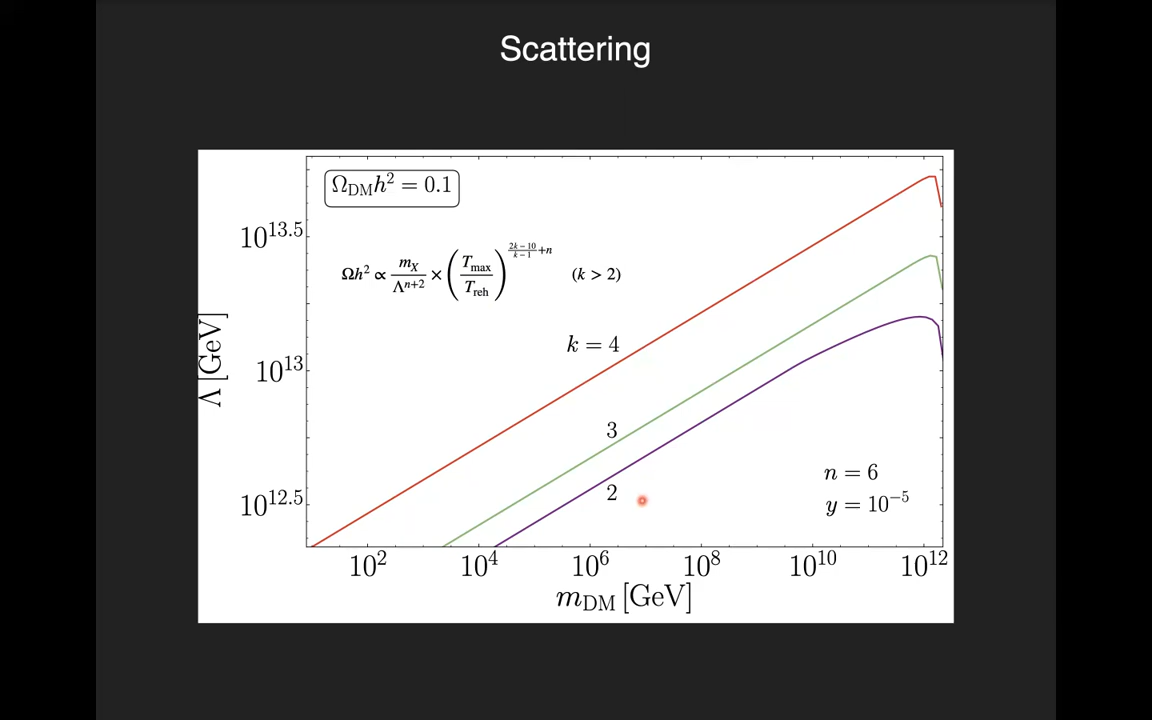 Scattering
Ω_DM h² = 0.1
10^13.5
Ωh² ∝ m_X / Λ^(n+2) × (T_max / T_reh)^((2k−10)/(k−1) + n) (k > 2)
k = 4
10^13
Λ [GeV]
3
n = 6
2
y = 10^−5
10^12.5
10^2 10^4 10^6 10^8 10^10 10^12
m_DM [GeV]